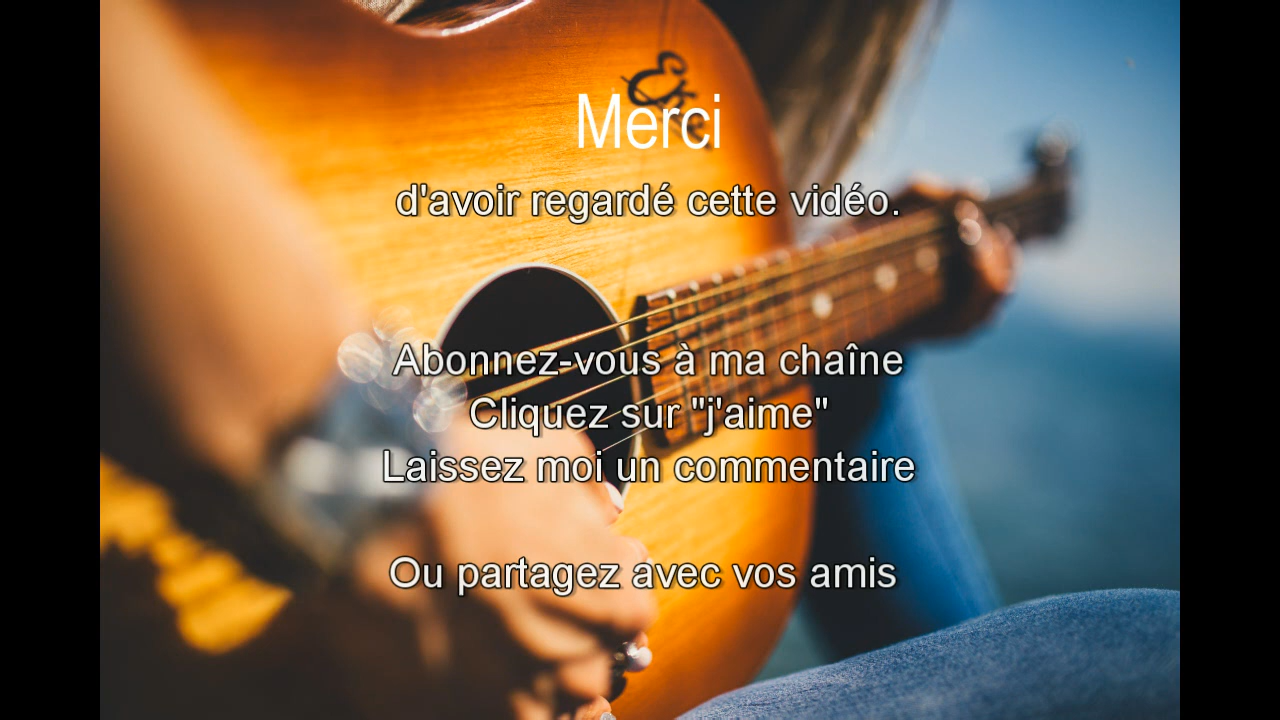 Merci
d'avoir regardé cette vidéo.
Abonnez-vous à ma chaîne
Cliquez sur "j'aime"
Laissez moi un commentaire
Ou partagez avec vos amis